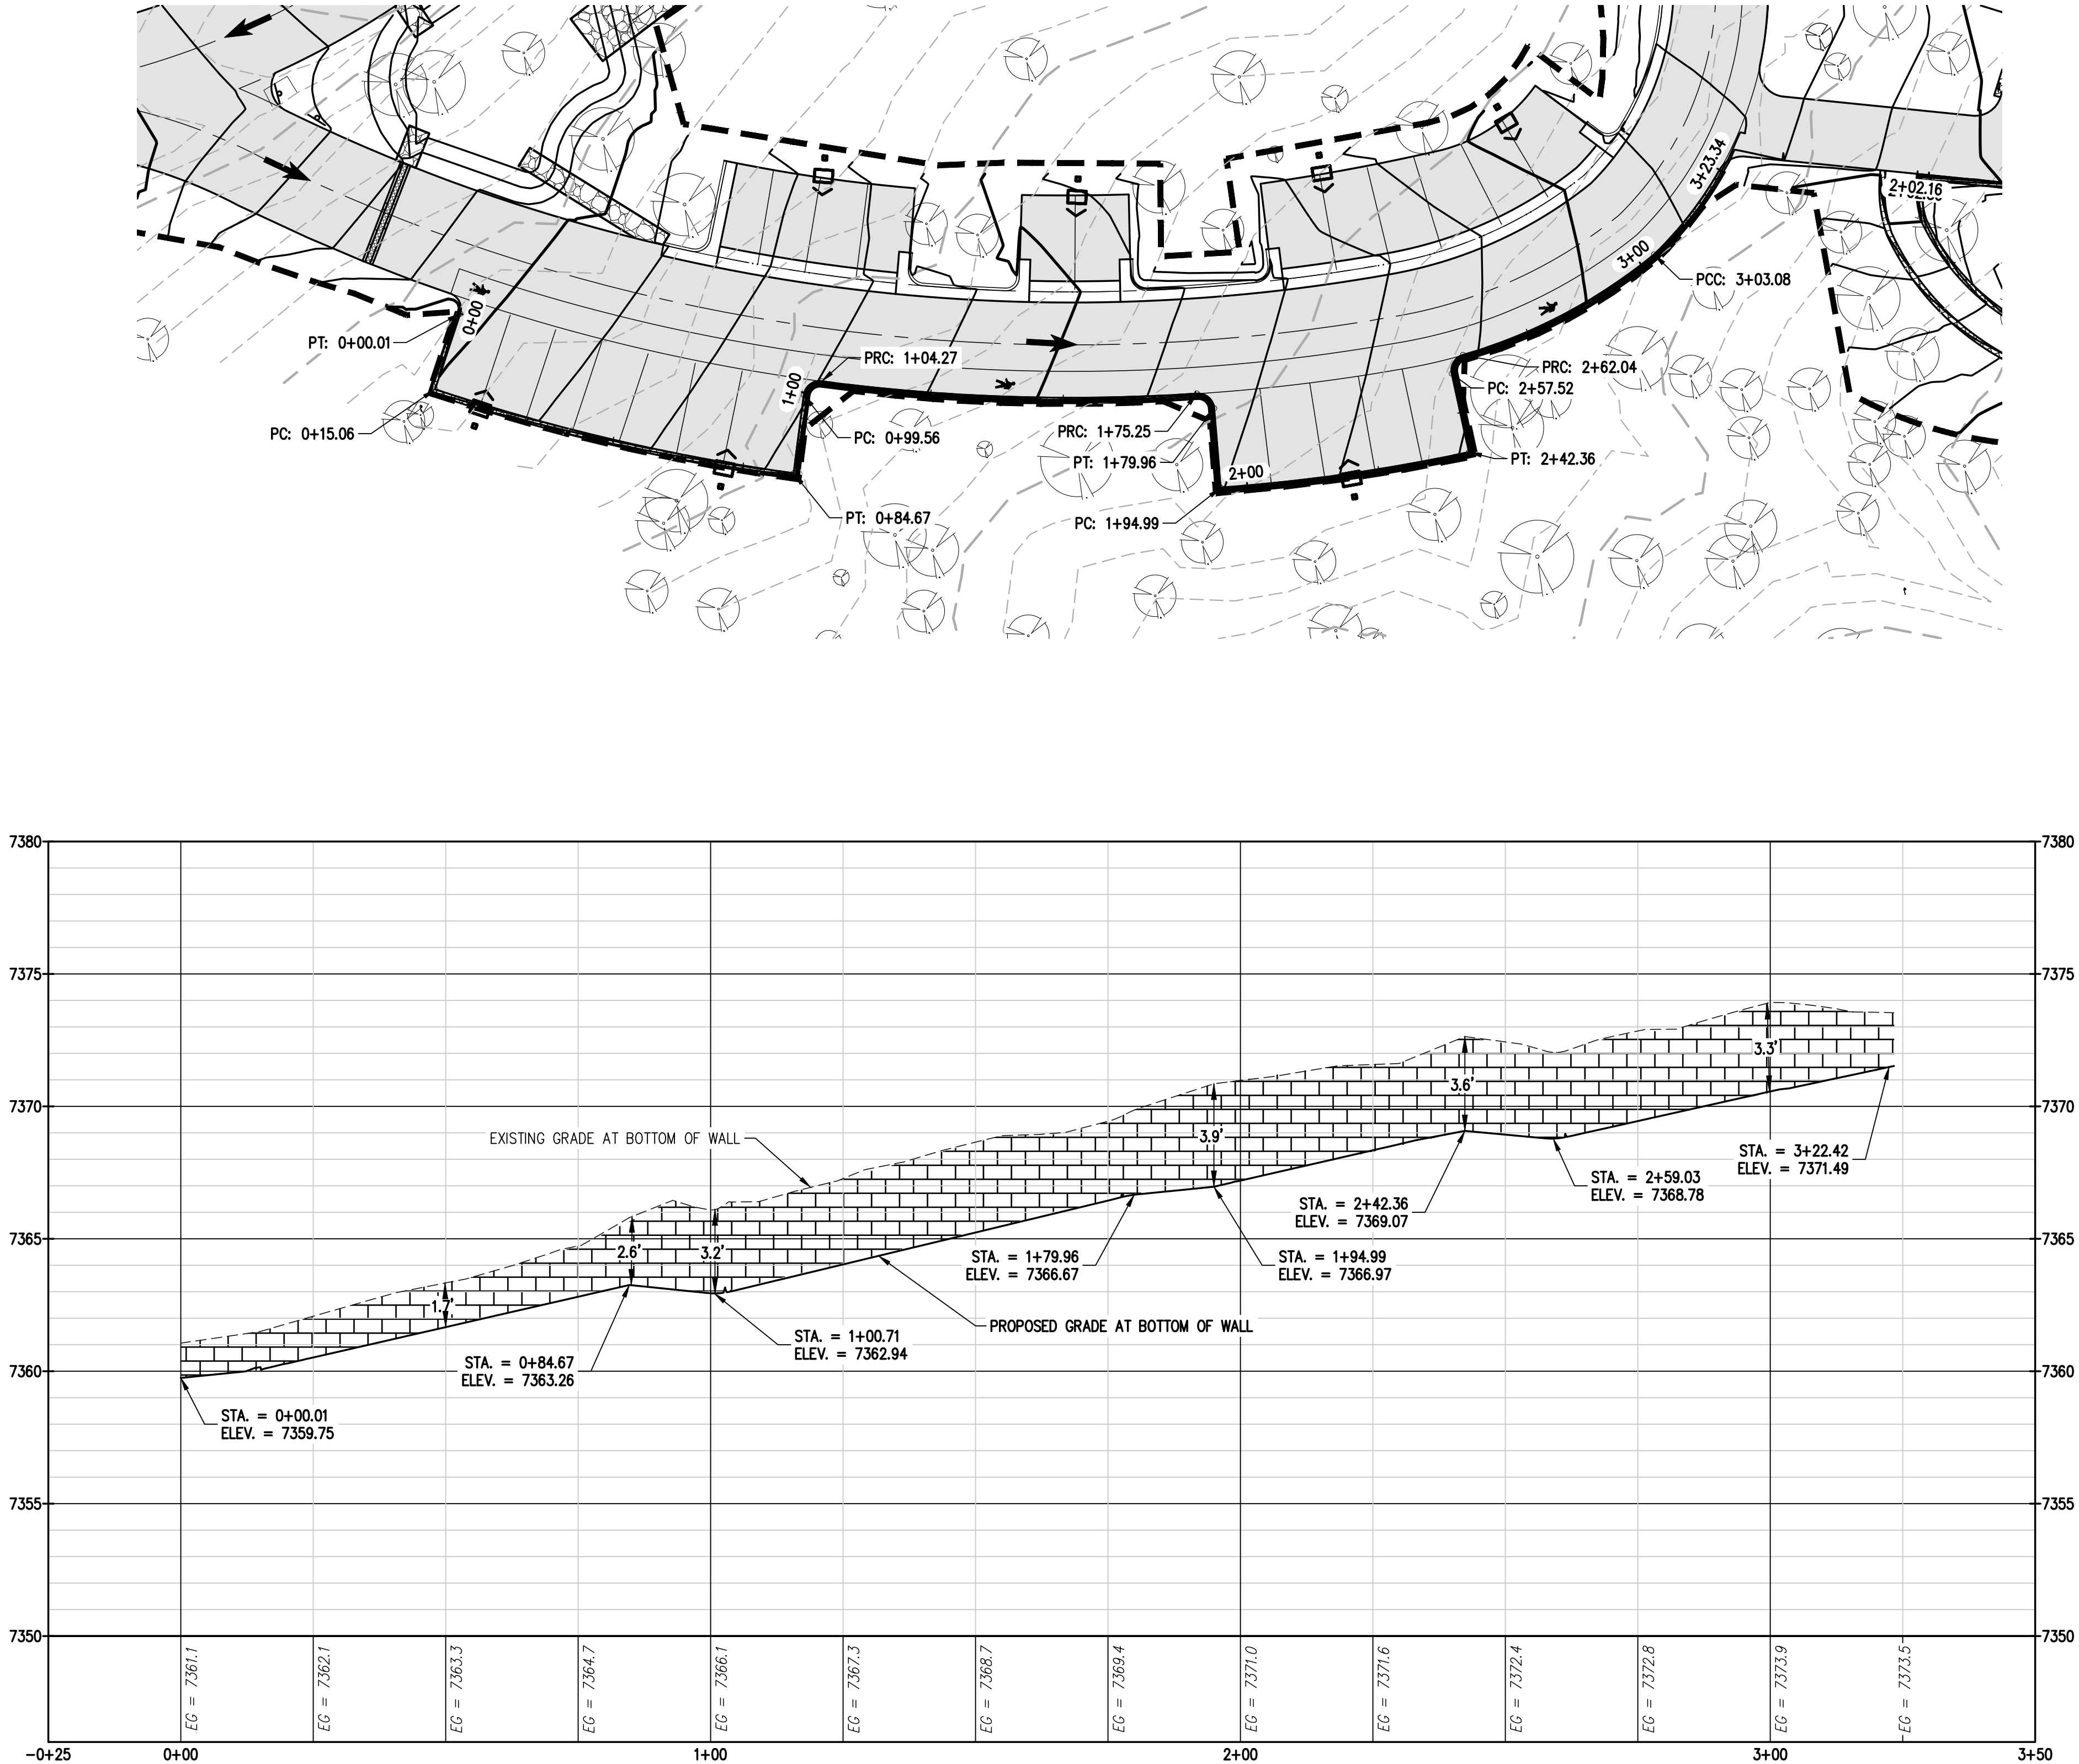 3+23.34
2+02.16
3+00
PCC: 3+03.08
0+00
PT: 0+00.01
PRC: 1+04.27
PRC: 2+62.04
1+00
PC: 2+57.52
PC: 0+15.06
PC: 0+99.56
PRC: 1+75.25
PT: 1+79.96
PT: 2+42.36
2+00
PT: 0+84.67
PC: 1+94.99
7380
7380
7375
7375
3.3'
3.6'
7370
7370
EXISTING GRADE AT BOTTOM OF WALL
3.9'
STA. = 3+22.42
ELEV. = 7371.49
STA. = 2+59.03
ELEV. = 7368.78
STA. = 2+42.36
ELEV. = 7369.07
7365
7365
2.6'
3.2'
STA. = 1+79.96
ELEV. = 7366.67
STA. = 1+94.99
ELEV. = 7366.97
1.7'
PROPOSED GRADE AT BOTTOM OF WALL
STA. = 1+00.71
ELEV. = 7362.94
STA. = 0+84.67
ELEV. = 7363.26
7360
7360
STA. = 0+00.01
ELEV. = 7359.75
7355
7355
7350
7350
EG = 7361.1
EG = 7362.1
EG = 7363.3
EG = 7364.7
EG = 7366.1
EG = 7367.3
EG = 7368.7
EG = 7369.4
EG = 7371.0
EG = 7371.6
EG = 7372.4
EG = 7372.8
EG = 7373.9
EG = 7373.5
-0+25
0+00
1+00
2+00
3+00
3+50